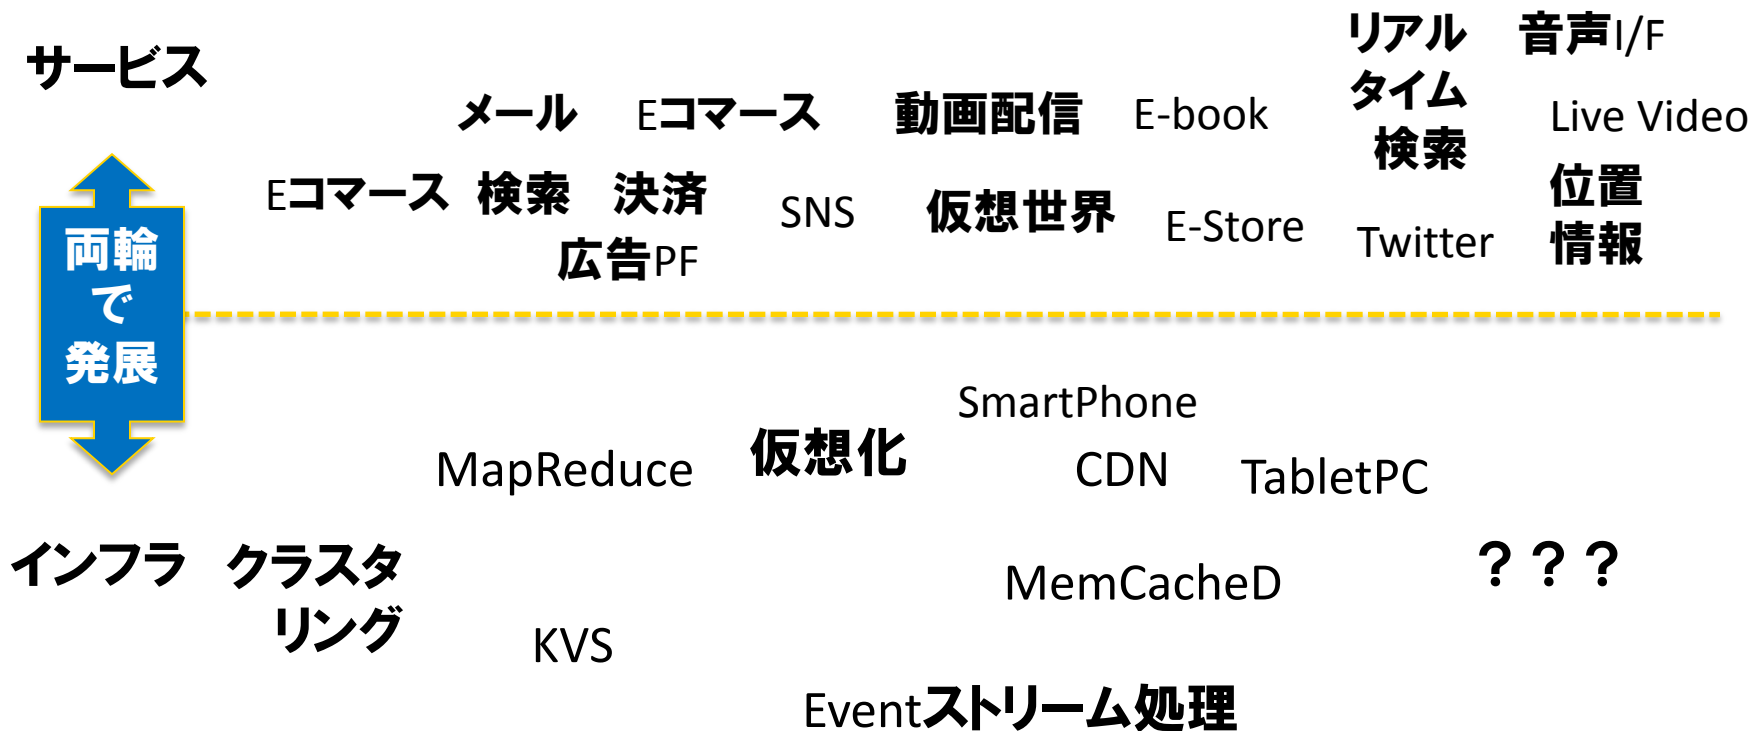 サービス
リアル
タイム
検索
音声I/F
メール
Eコマース
動画配信
E-book
Live Video
Eコマース
検索
決済
SNS
仮想世界
E-Store
Twitter
位置
情報
広告PF
両輪
で
発展
SmartPhone
MapReduce
仮想化
CDN
TabletPC
インフラ
クラスタ
リング
MemCacheD
？？？
KVS
Eventストリーム処理